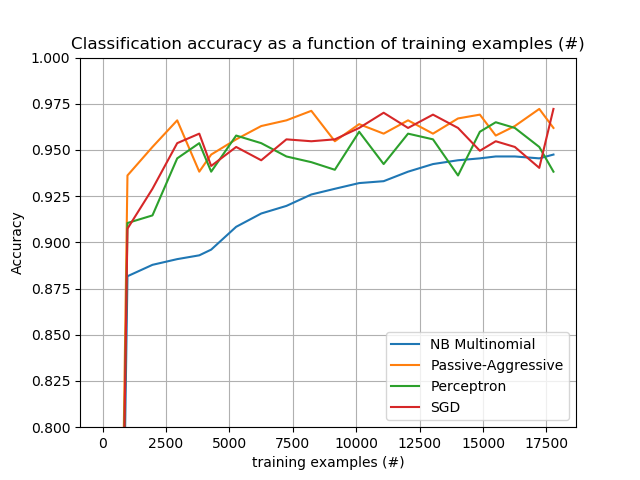 Classification accuracy as a function of training examples (#)
1.000
0.975
0.950
0.925
0.900
0.875
0.850
0.825
0.800
Accuracy
NB Multinomial
Passive-Aggressive
Perceptron
SGD
0 2500 5000 7500 10000 12500 15000 17500
training examples (#)